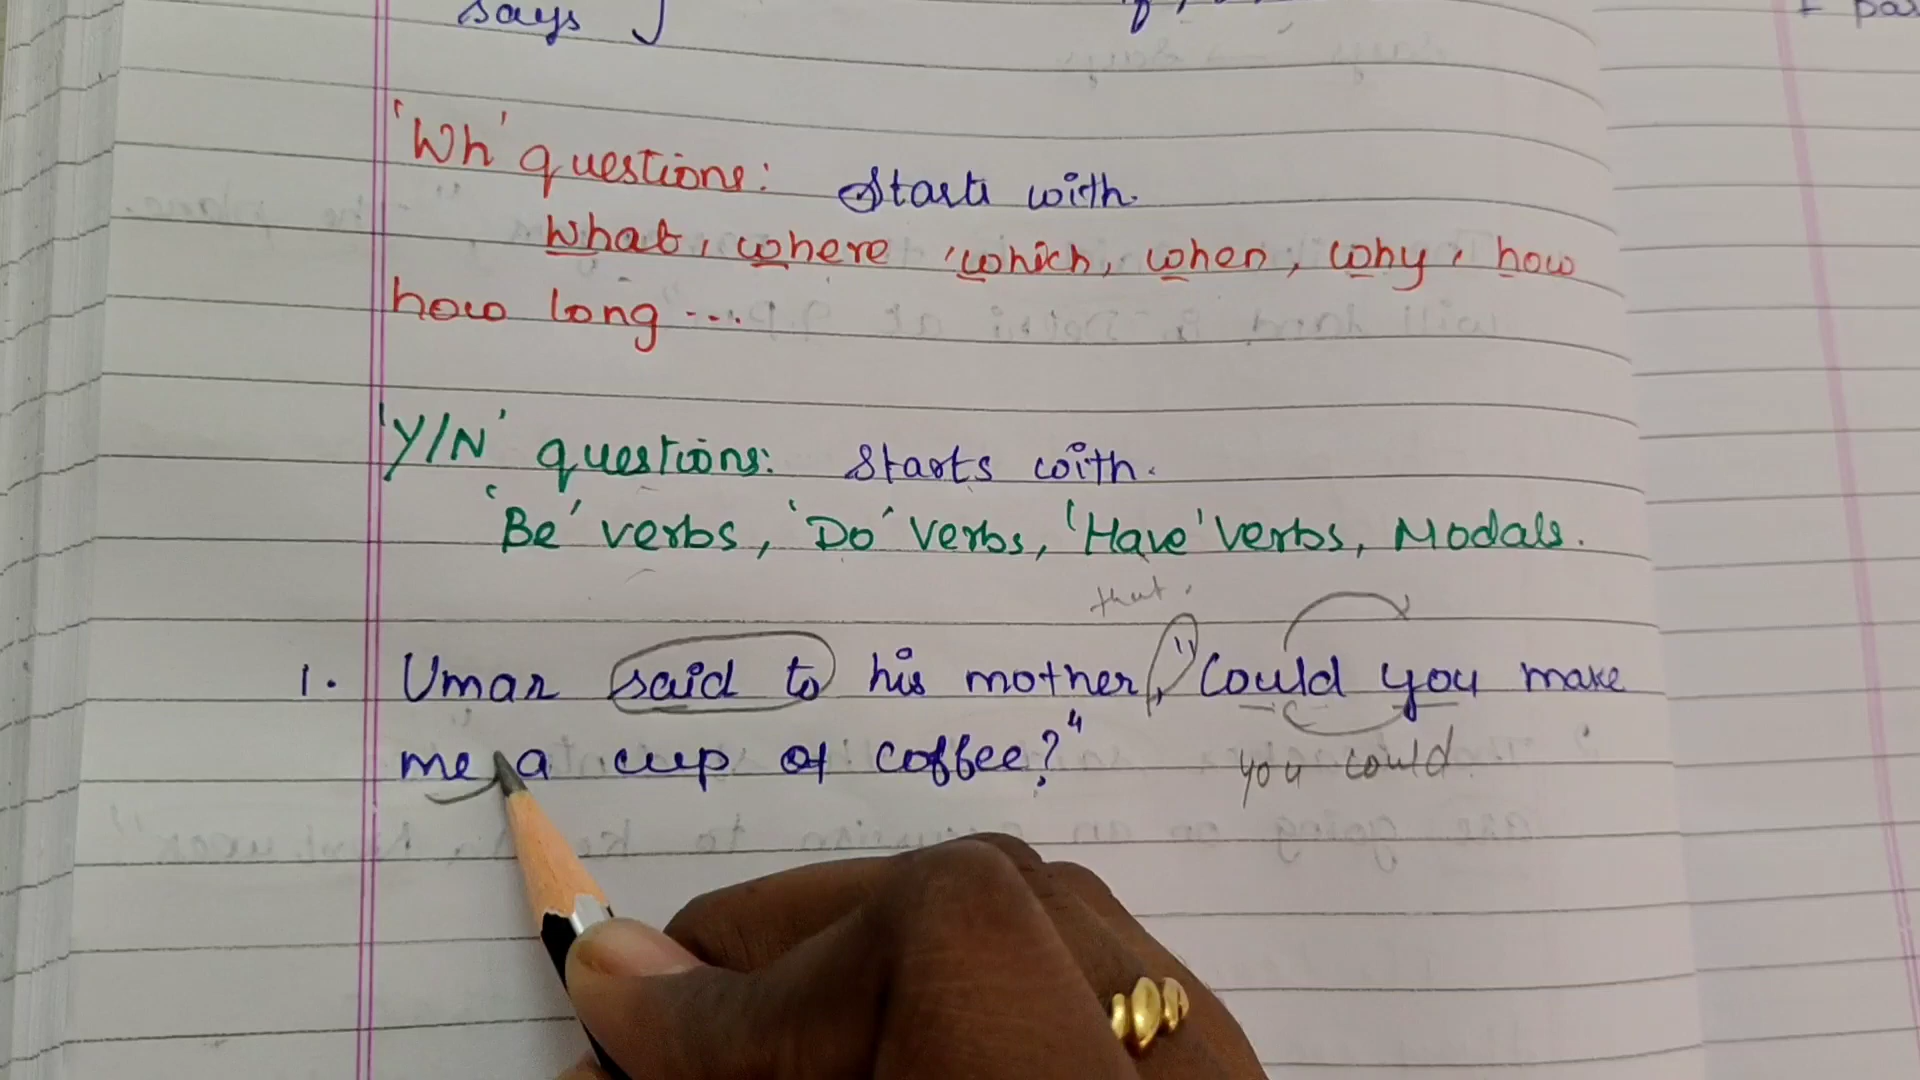 says
'Wh' questions: Starts with.
What, where, which, when, why, how
how long ...
'Y/N' questions: Starts with.
'Be' verbs, 'Do' verbs, 'Have' verbs, Modals.
that.
1. Umar said to his mother, "Could you make
me a cup of coffee?"
you could